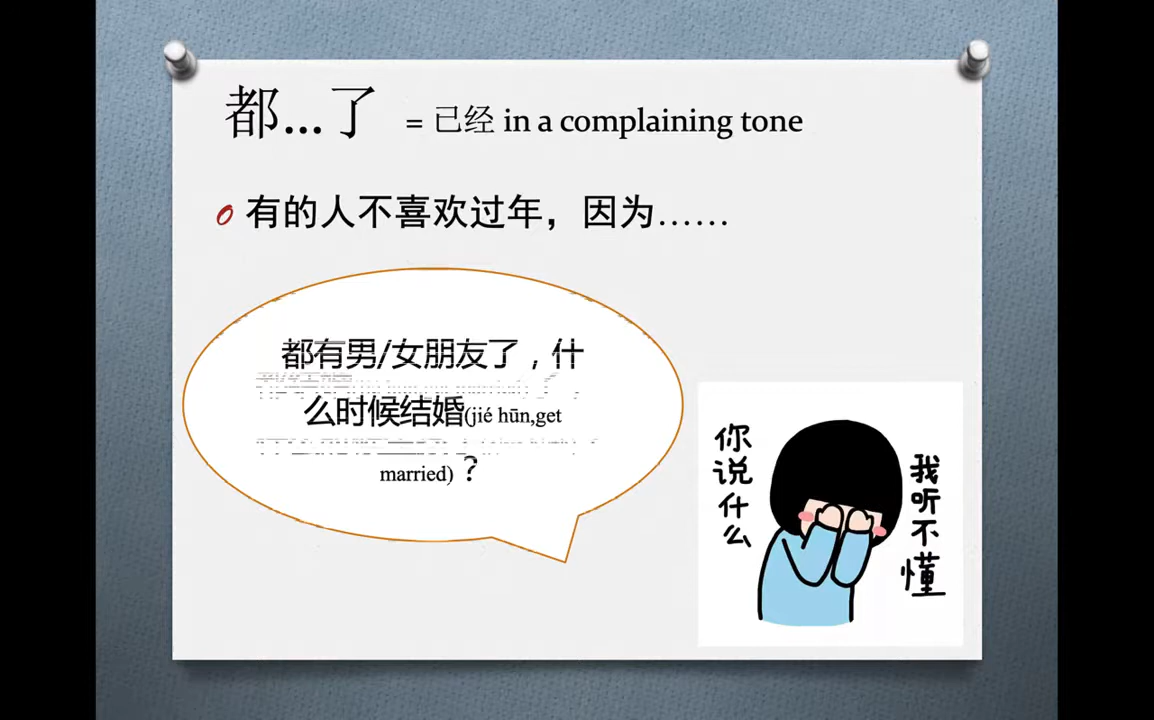 都...了 = 已经 in a complaining tone
有的人不喜欢过年，因为……
都有男/女朋友了，什
么时候结婚(jié hūn,get
married)？
你说什么
我听不懂